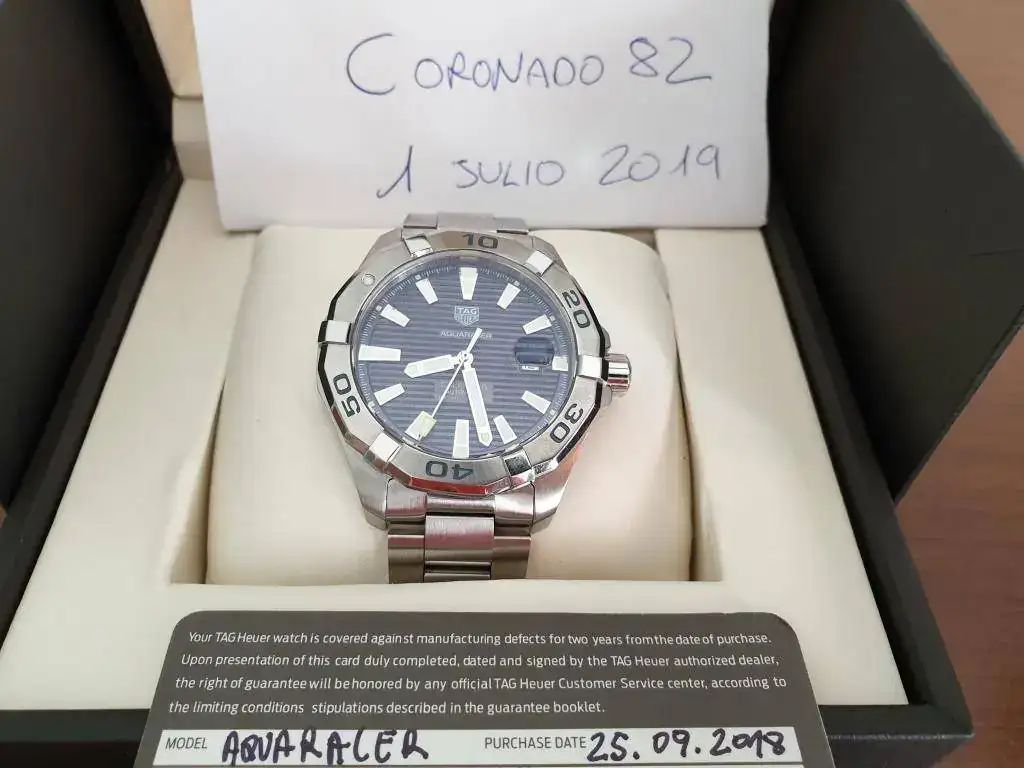 CORONADO 82
1 JULIO 2019
10
20
TAG
AQUARACER
50
30
40
Your TAG Heuer watch is covered against manufacturing defects for two years from the date of purchase.
Upon presentation of this card duly completed, dated and signed by the TAG Heuer authorized dealer,
the right of guarantee will be honored by any official TAG Heuer Customer Service center, according to
the limiting conditions stipulations described in the guarantee booklet.
MODEL AQUARACER PURCHASE DATE 25.09.2018